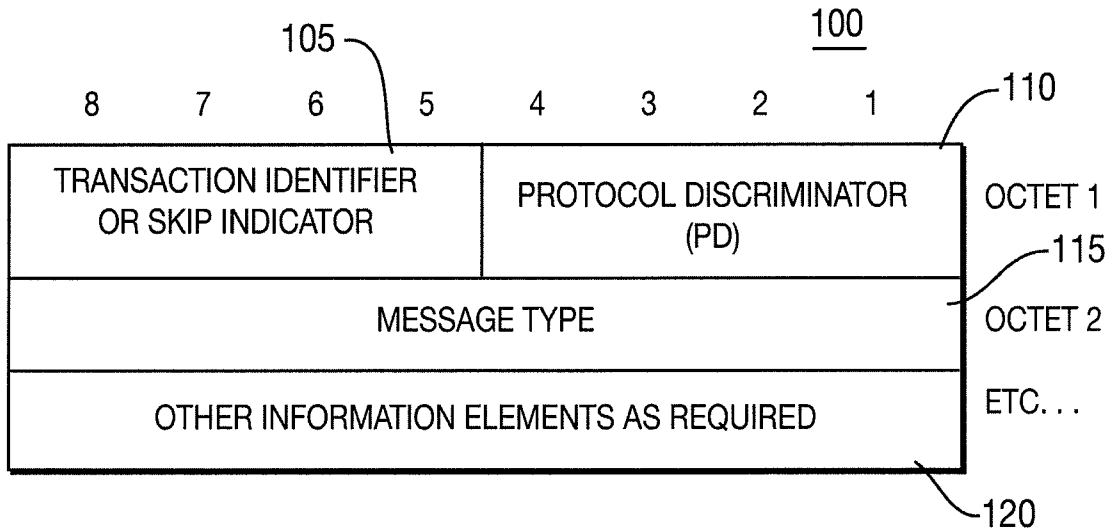 100
105
8 7 6 5 4 3 2 1
110
TRANSACTION IDENTIFIER
OR SKIP INDICATOR
PROTOCOL DISCRIMINATOR
(PD)
OCTET 1
115
MESSAGE TYPE
OCTET 2
OTHER INFORMATION ELEMENTS AS REQUIRED
ETC. . .
120